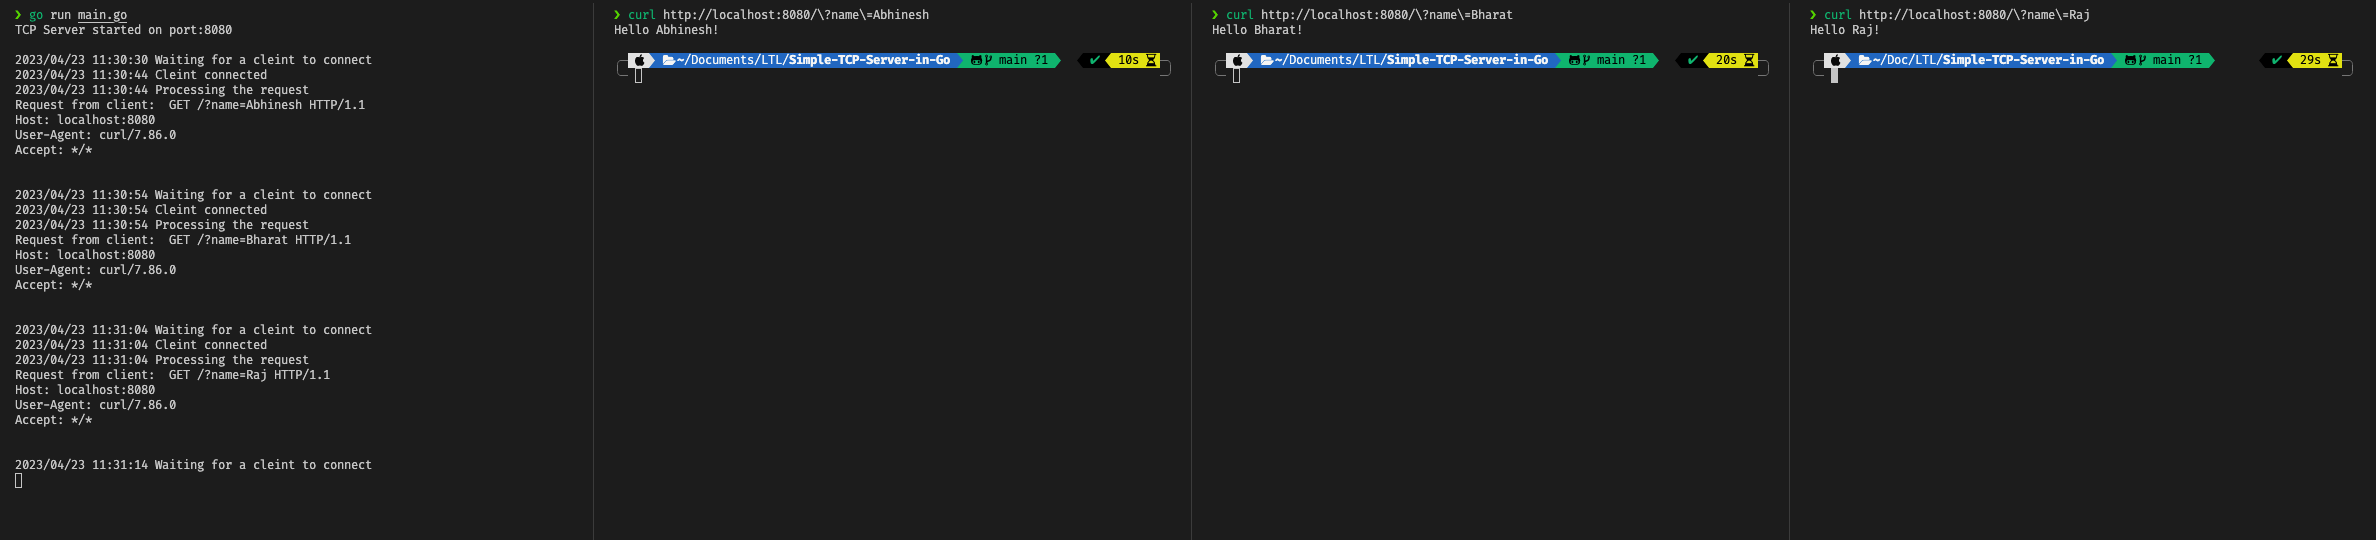 ❯ go run main.go
TCP Server started on port:8080
2023/04/23 11:30:30 Waiting for a cleint to connect
2023/04/23 11:30:44 Cleint connected
2023/04/23 11:30:44 Processing the request
Request from client:  GET /?name=Abhinesh HTTP/1.1
Host: localhost:8080
User-Agent: curl/7.86.0
Accept: */*
2023/04/23 11:30:54 Waiting for a cleint to connect
2023/04/23 11:30:54 Cleint connected
2023/04/23 11:30:54 Processing the request
Request from client:  GET /?name=Bharat HTTP/1.1
Host: localhost:8080
User-Agent: curl/7.86.0
Accept: */*
2023/04/23 11:31:04 Waiting for a cleint to connect
2023/04/23 11:31:04 Cleint connected
2023/04/23 11:31:04 Processing the request
Request from client:  GET /?name=Raj HTTP/1.1
Host: localhost:8080
User-Agent: curl/7.86.0
Accept: */*
2023/04/23 11:31:14 Waiting for a cleint to connect
❯ curl http://localhost:8080/\?name\=Abhinesh
Hello Abhinesh!
~/Documents/LTL/Simple-TCP-Server-in-Go main ?1 ✔ 10s
❯ curl http://localhost:8080/\?name\=Bharat
Hello Bharat!
~/Documents/LTL/Simple-TCP-Server-in-Go main ?1 ✔ 20s
❯ curl http://localhost:8080/\?name\=Raj
Hello Raj!
~/Doc/LTL/Simple-TCP-Server-in-Go main ?1 ✔ 29s